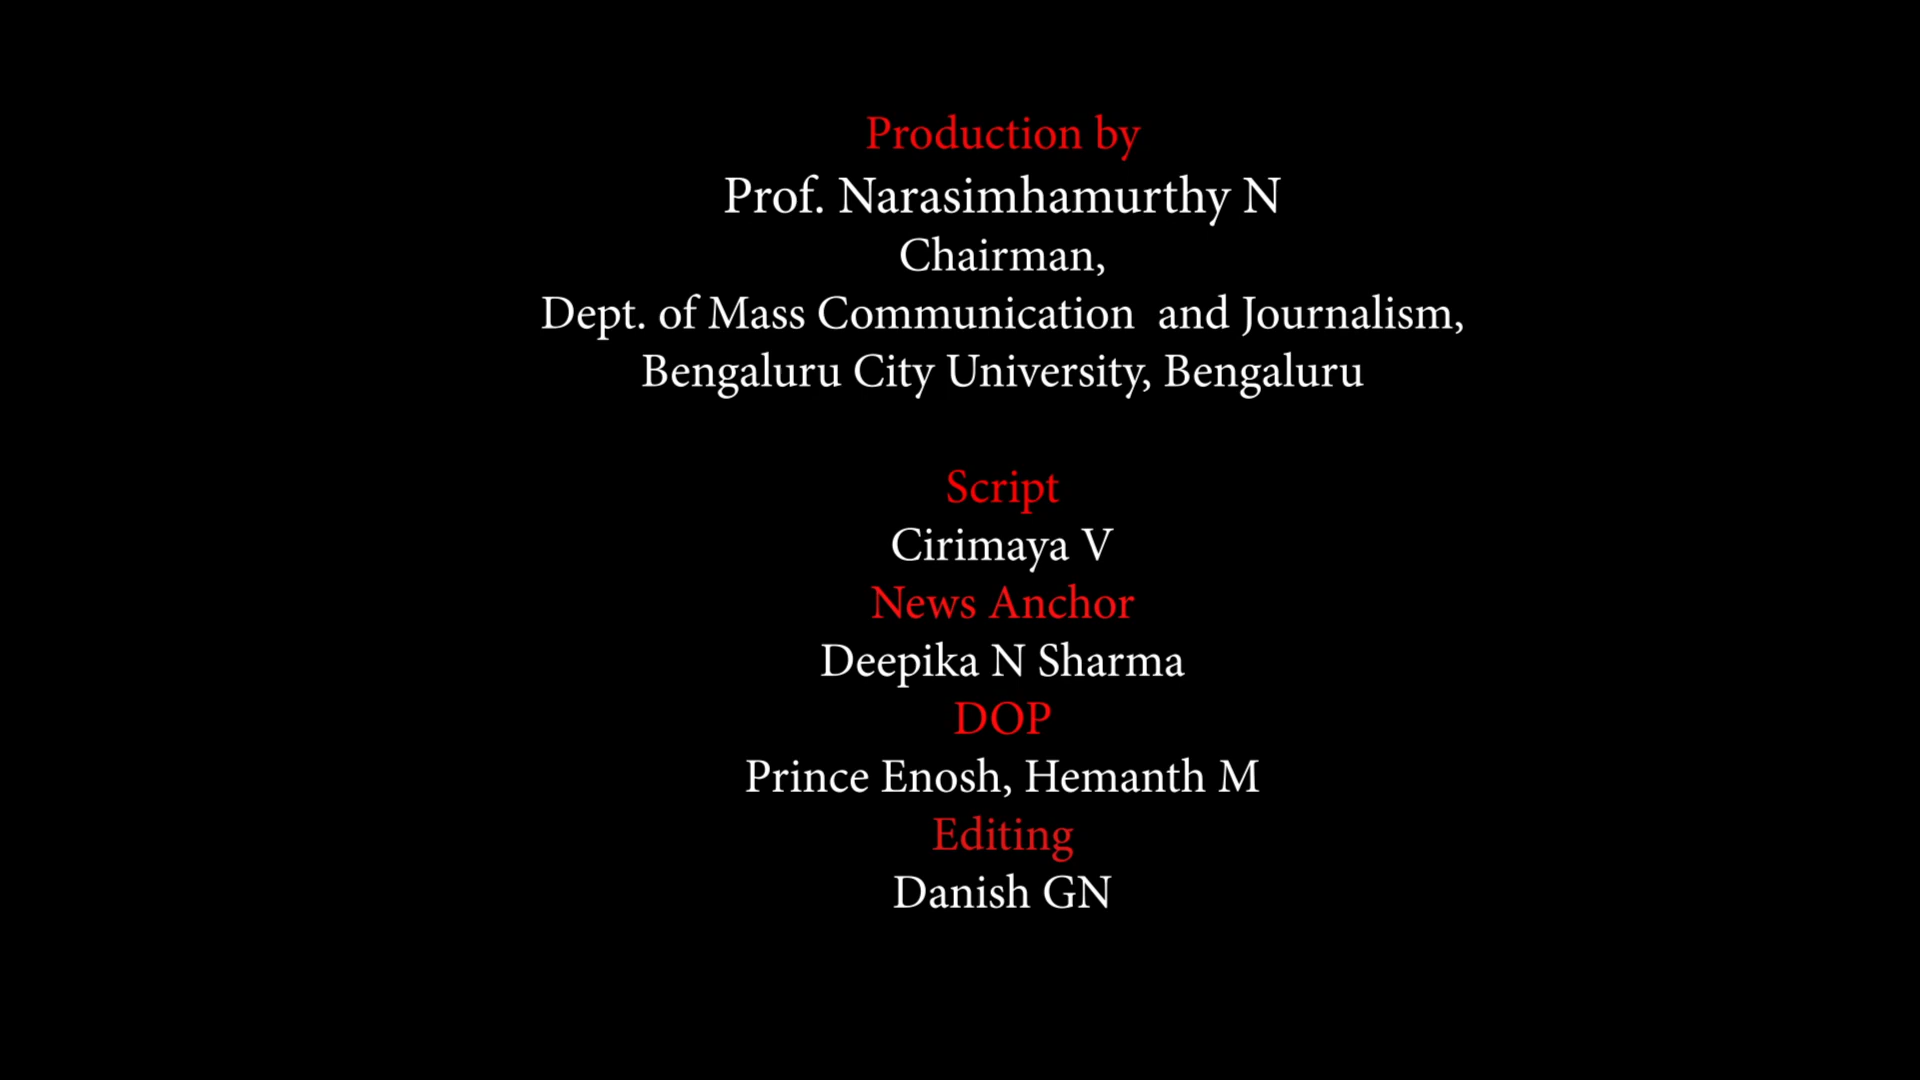 Production by
Prof. Narasimhamurthy N
Chairman,
Dept. of Mass Communication  and Journalism,
Bengaluru City University, Bengaluru
Script
Cirimaya V
News Anchor
Deepika N Sharma
DOP
Prince Enosh, Hemanth M
Editing
Danish GN